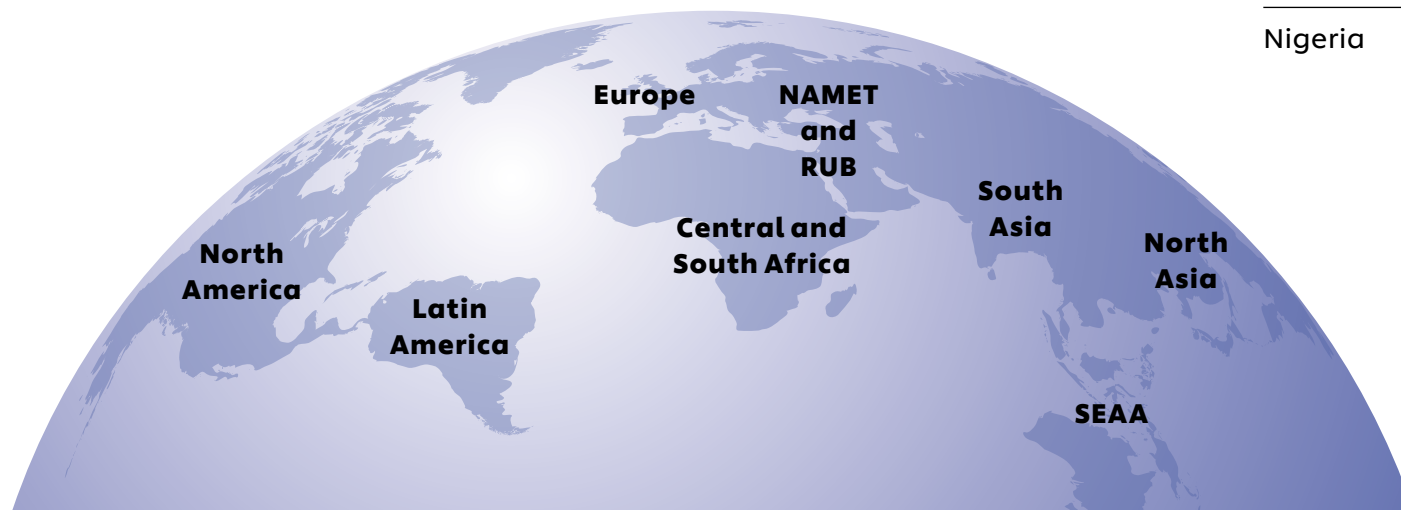 Nigeria
Europe
NAMET
and
RUB
South
Asia
Central and
South Africa
North
Asia
North
America
Latin
America
SEAA